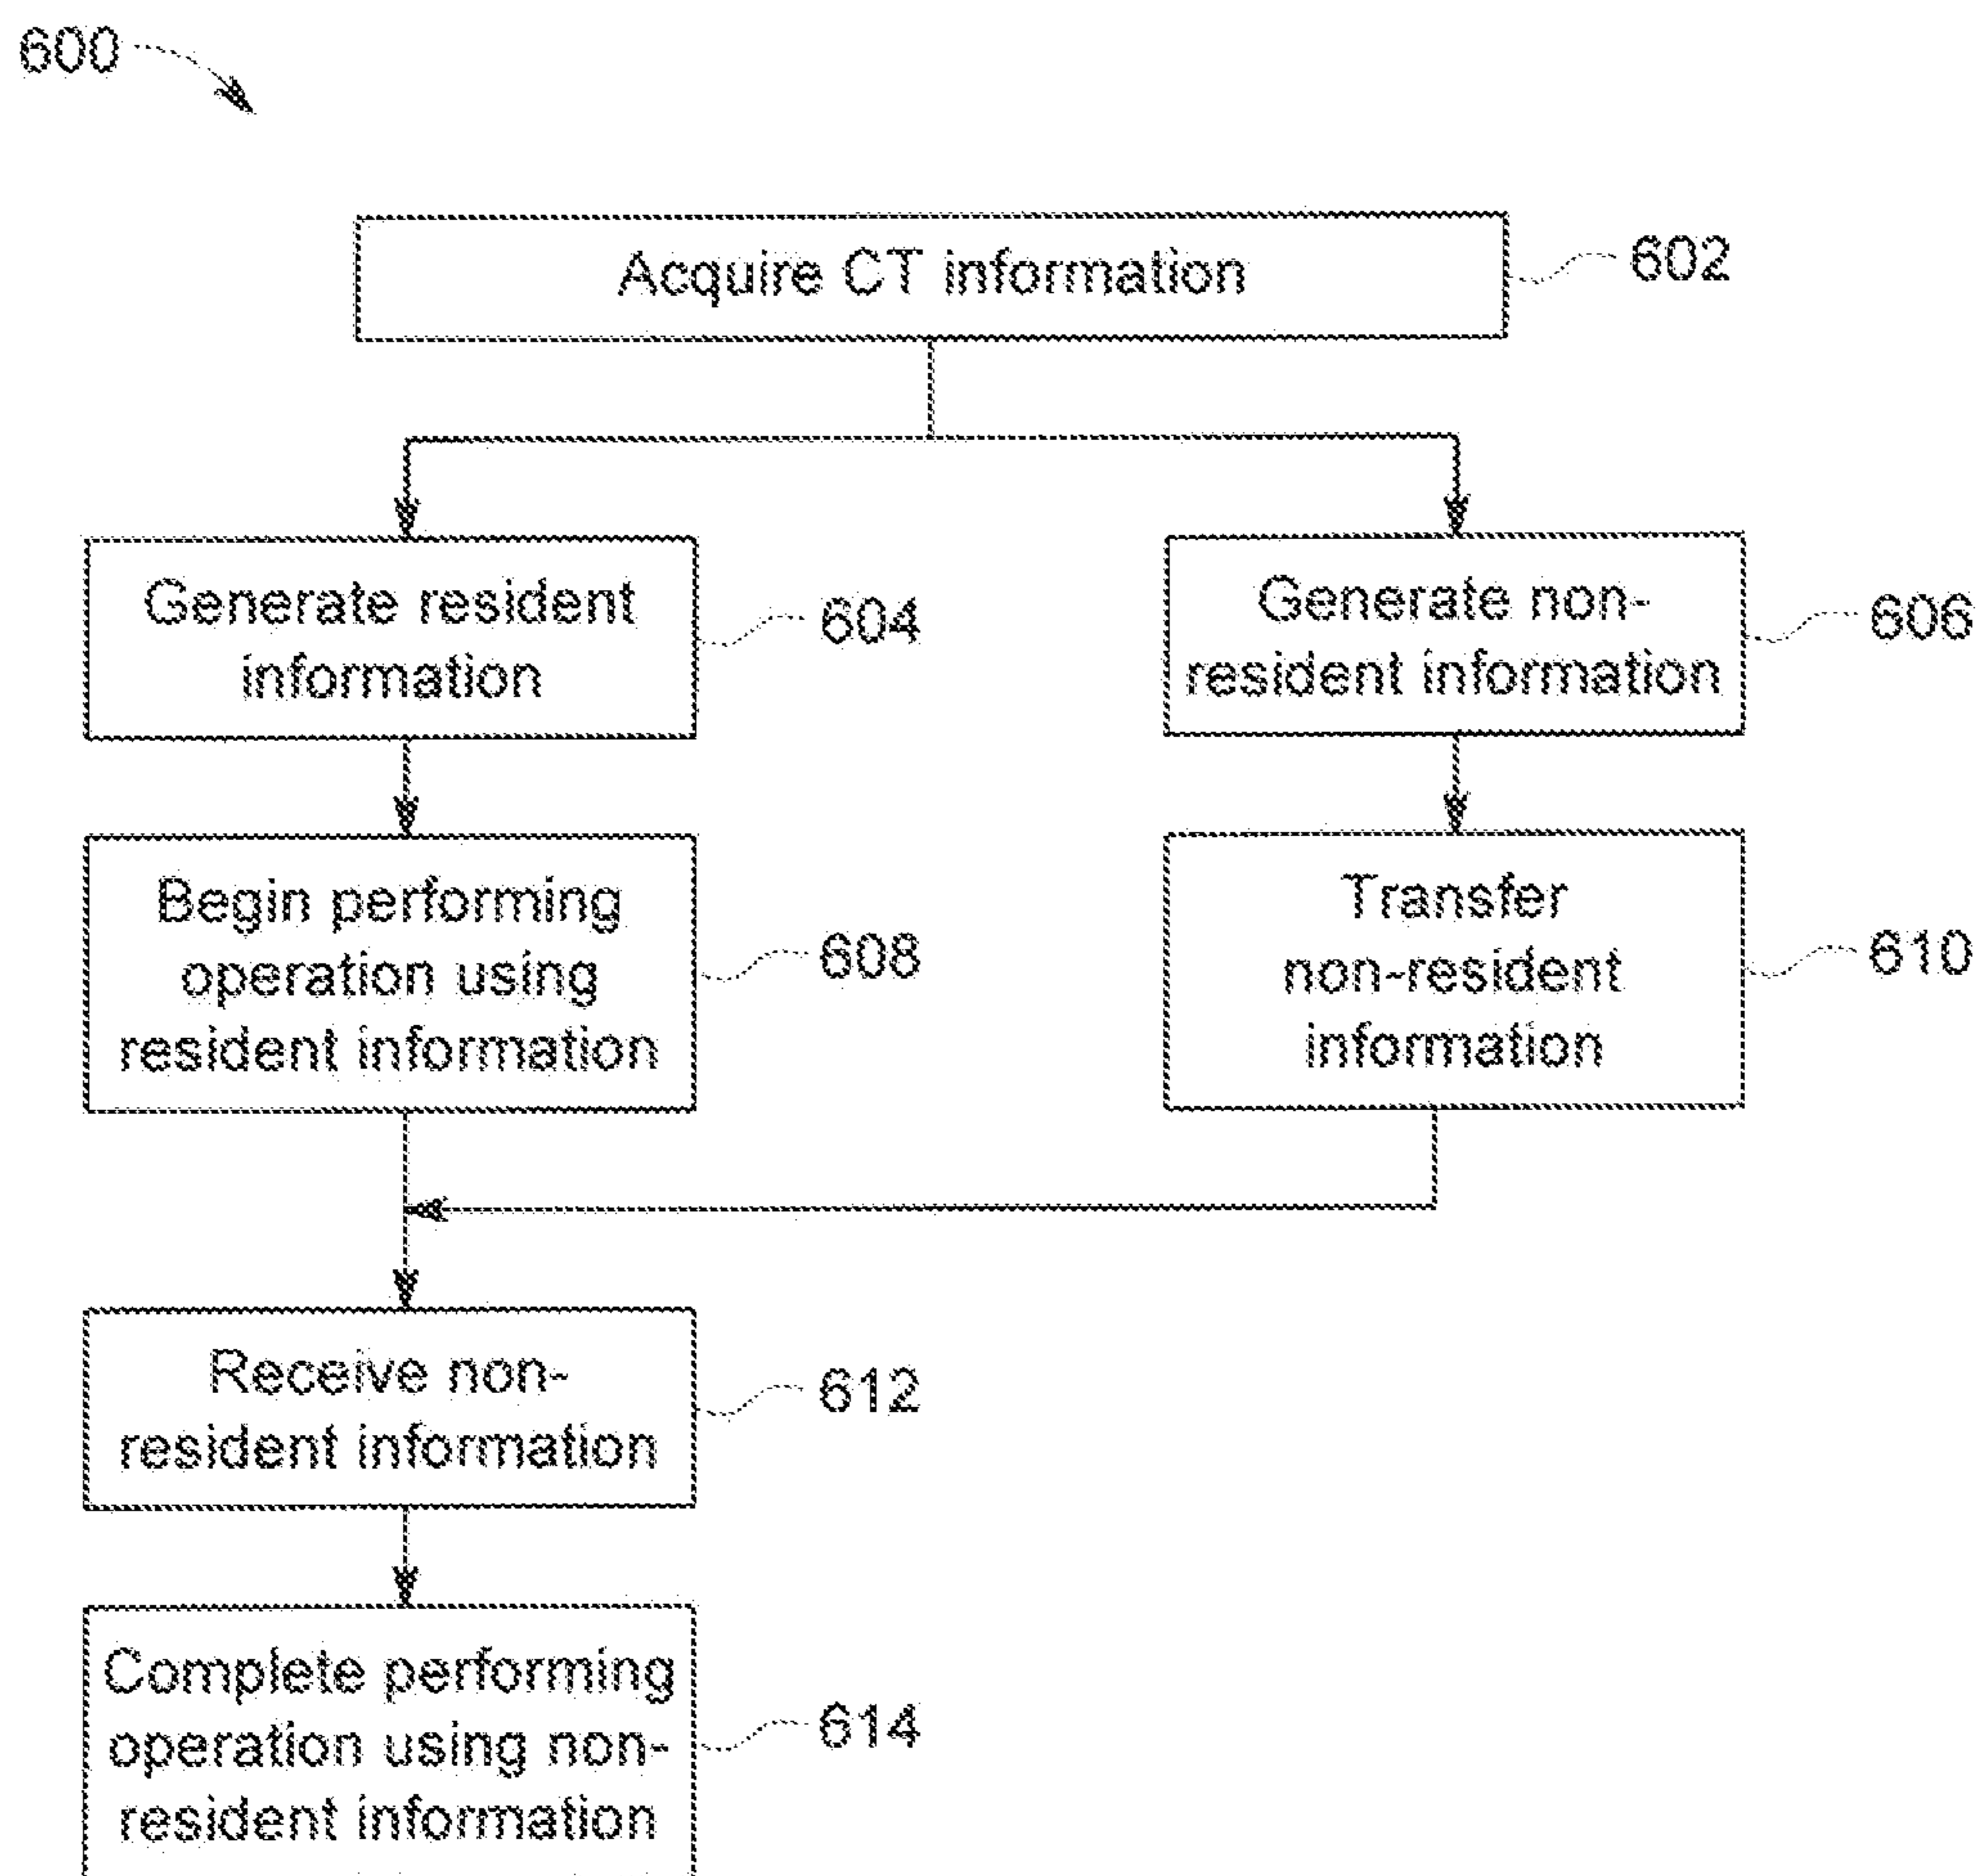 600
Acquire CT information
602
Generate resident
information
604
Generate non-
resident information
606
Begin performing
operation using
resident information
608
Transfer
non-resident
information
610
Receive non-
resident information
612
Complete performing
operation using non-
resident information
614